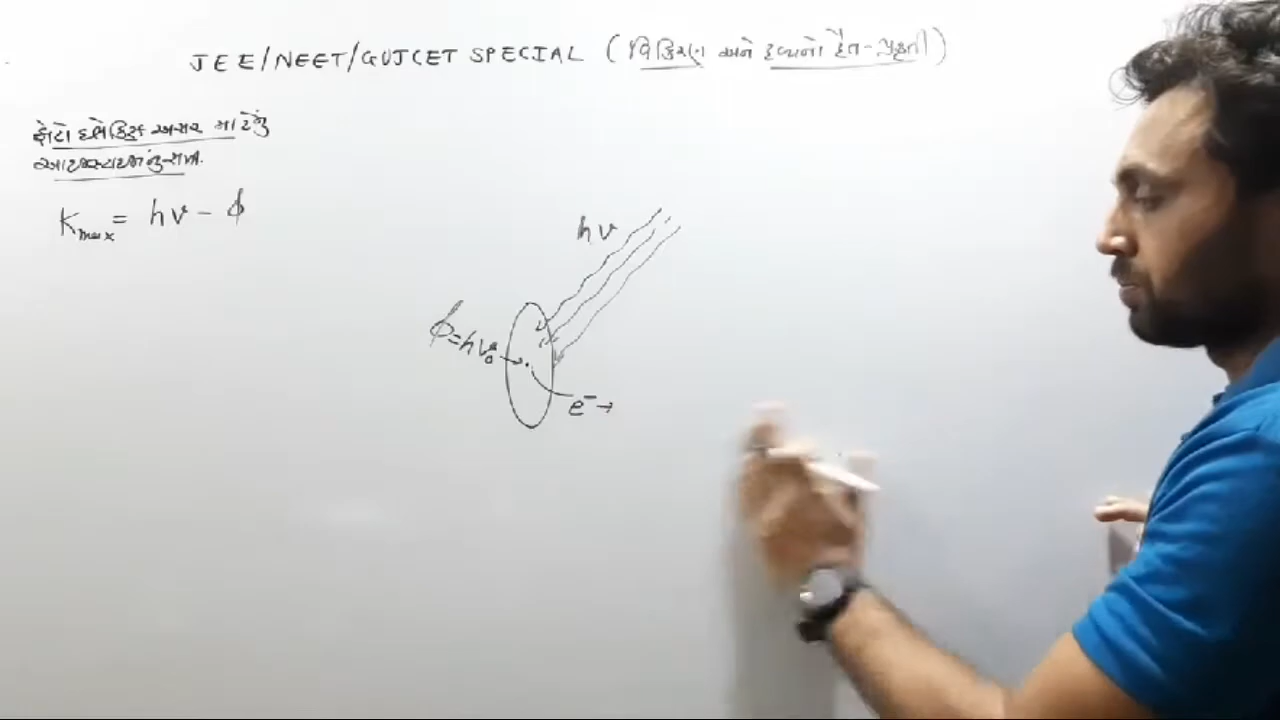 JEE/NEET/GUJCET SPECIAL (વિકિરણ અને દ્રવ્યનો દ્વૈત-પ્રકૃતી)
ફોટો ઇલેક્ટ્રિક અસર માટેનું
આઇન્સ્ટાઇનનું સમી.
Kmax = hν - ϕ
hν
ϕ=hν₀
e⁻→